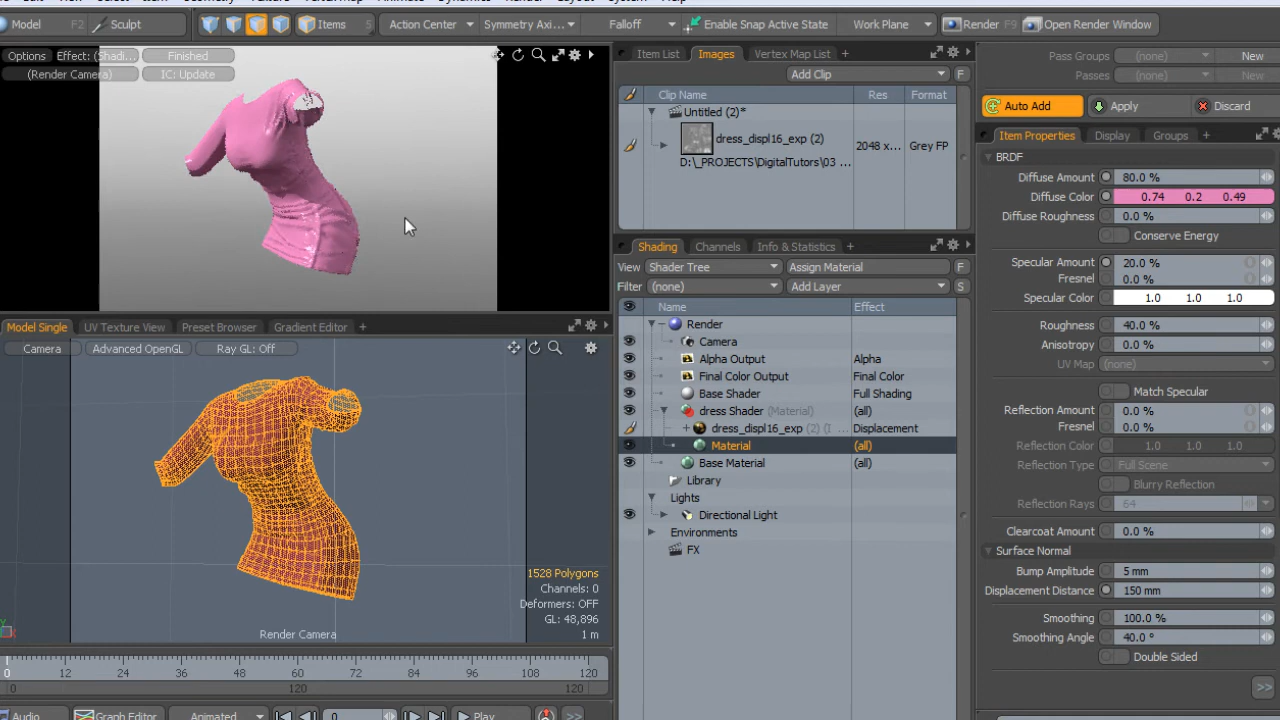 Model F2 Sculpt Items 5 Action Center Symmetry Axi... Falloff Enable Snap Active State Work Plane Render F9 Open Render Window
Options Effect: (Shadi... Finished
(Render Camera) IC: Update
Model Single UV Texture View Preset Browser Gradient Editor +
Camera Advanced OpenGL Ray GL: Off
1528 Polygons
Channels: 0
Deformers: OFF
GL: 48,896
1 m
Render Camera
0 12 24 36 48 60 72 84 96 108 120
0 120 120
Audio Graph Editor Animated 0 Play >>
Item List Images Vertex Map List +
Add Clip F
Clip Name Res Format
Untitled (2)*
dress_displ16_exp (2) 2048 x... Grey FP
D:\_PROJECTS\DigitalTutors\03 ...
Shading Channels Info & Statistics +
View Shader Tree Assign Material F
Filter (none) Add Layer S
Name Effect
Render
Camera
Alpha Output Alpha
Final Color Output Final Color
Base Shader Full Shading
dress Shader (Material) (all)
dress_displ16_exp (2) (I ... Displacement
Material (all)
Base Material (all)
Library
Lights
Directional Light
Environments
FX
Pass Groups (none) New
Passes (none) New
Auto Add Apply Discard
Item Properties Display Groups +
BRDF
Diffuse Amount 80.0 %
Diffuse Color 0.74 0.2 0.49
Diffuse Roughness 0.0 %
Conserve Energy
Specular Amount 20.0 %
Fresnel 0.0 %
Specular Color 1.0 1.0 1.0
Roughness 40.0 %
Anisotropy 0.0 %
UV Map (none)
Match Specular
Reflection Amount 0.0 %
Fresnel 0.0 %
Reflection Color 1.0 1.0 1.0
Reflection Type Full Scene
Blurry Reflection
Reflection Rays 64
Clearcoat Amount 0.0 %
Surface Normal
Bump Amplitude 5 mm
Displacement Distance 150 mm
Smoothing 100.0 %
Smoothing Angle 40.0 °
Double Sided
>>